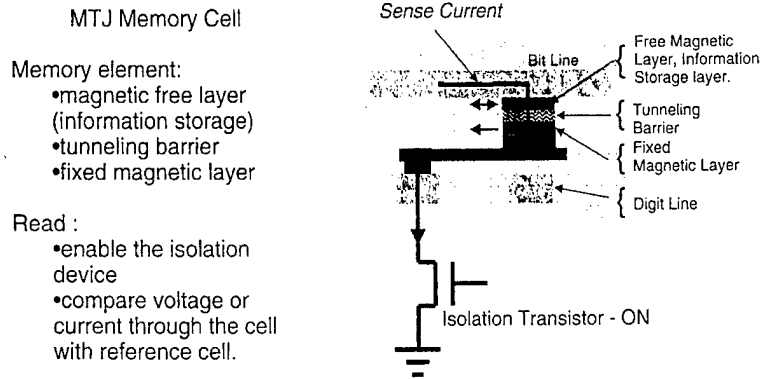 MTJ Memory Cell
Memory element:
•magnetic free layer
(information storage)
•tunneling barrier
•fixed magnetic layer
Read :
•enable the isolation
device
•compare voltage or
current through the cell
with reference cell.
Sense Current
Bit Line
Free Magnetic
Layer, Information
Storage layer.
Tunneling
Barrier
Fixed
Magnetic Layer
Digit Line
Isolation Transistor - ON